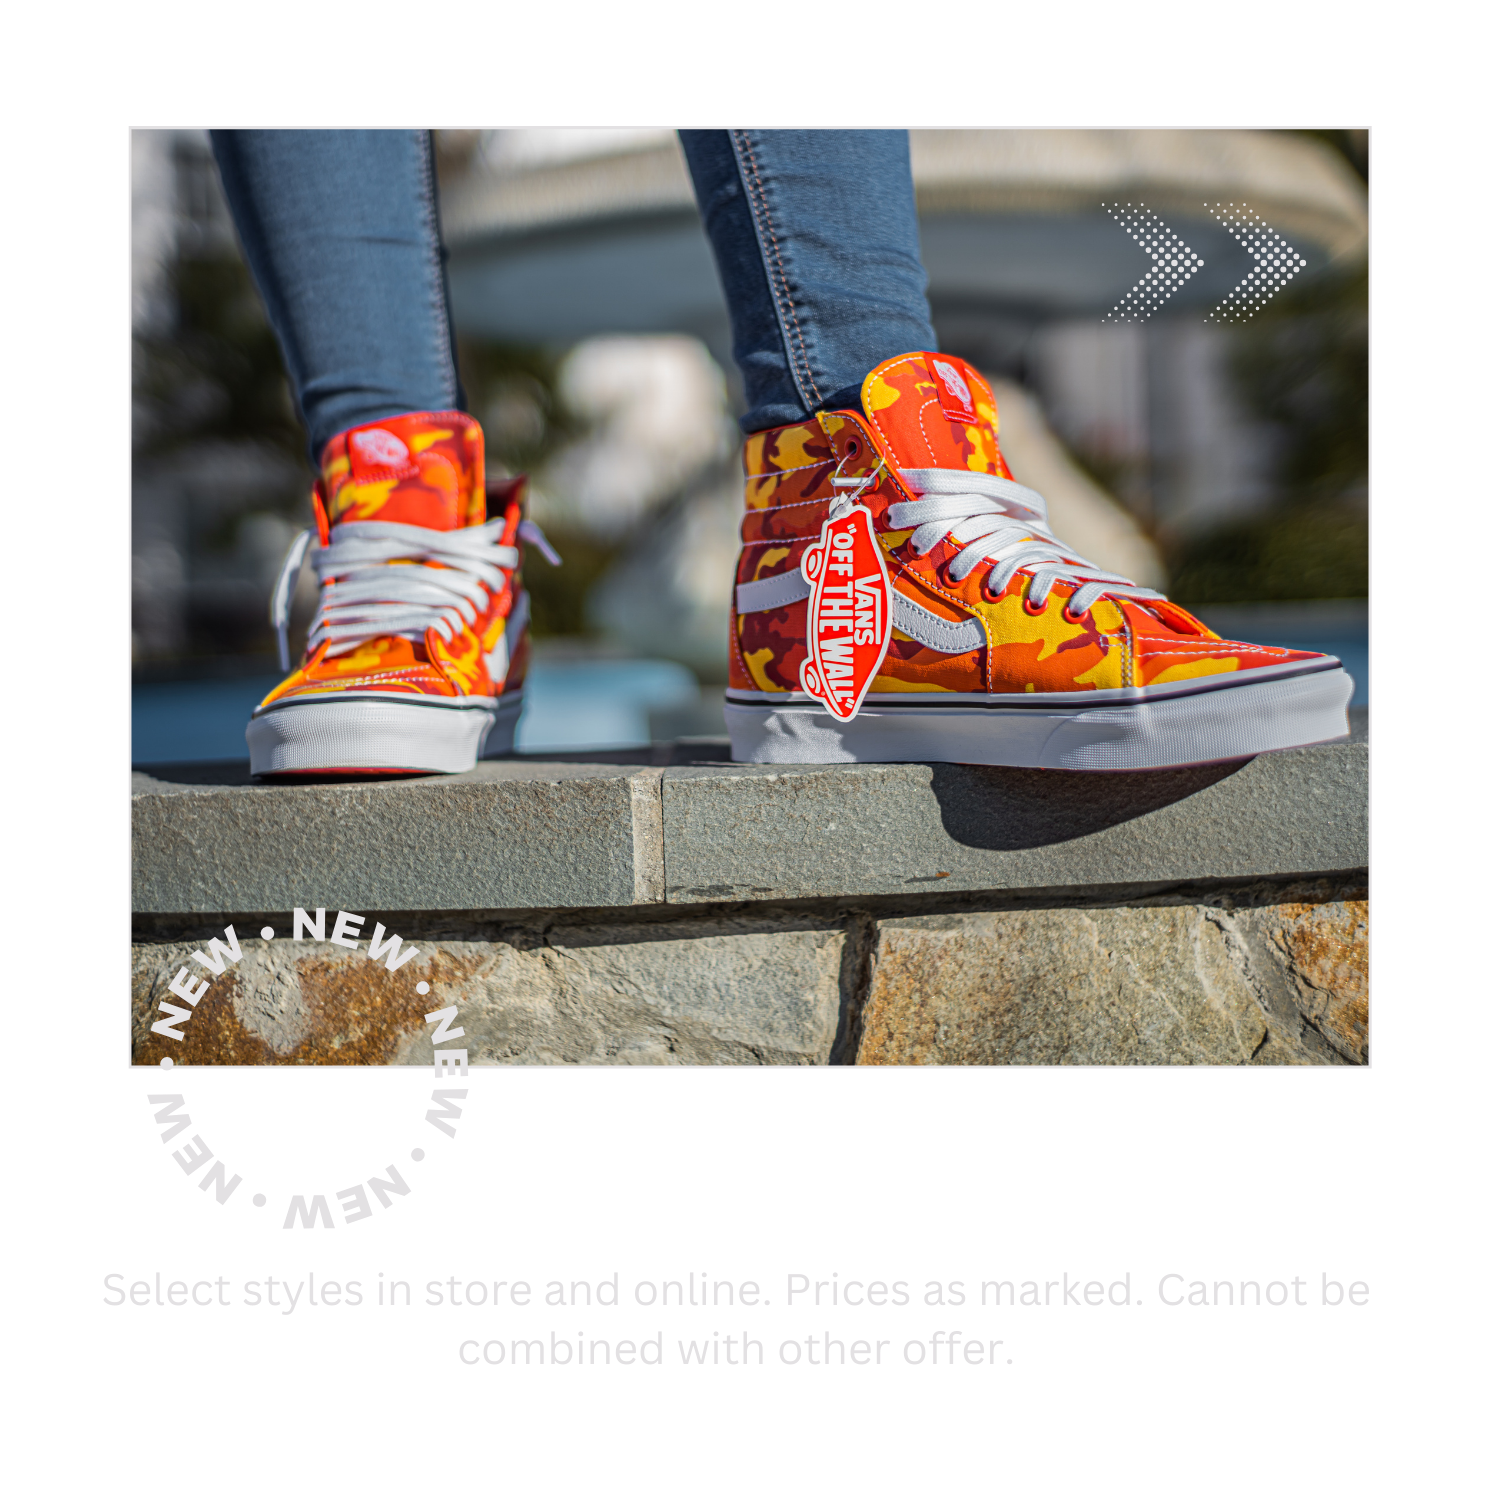 VANS
"OFF THE WALL"
NEW • NEW • NEW • NEW • NEW •
Select styles in store and online. Prices as marked. Cannot be
combined with other offer.